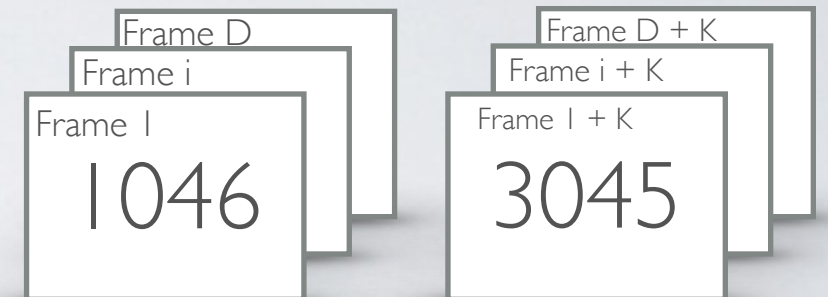 Frame D
Frame i
Frame 1
1046
Frame D + K
Frame i + K
Frame 1 + K
3045